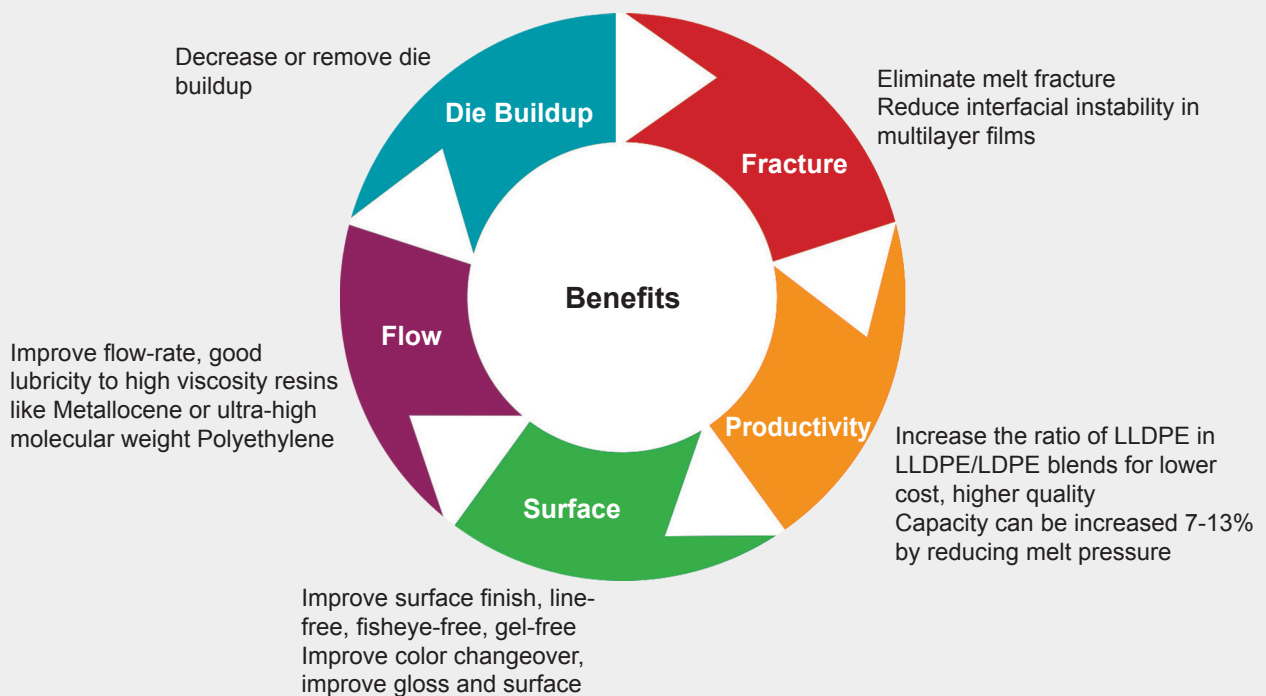 Decrease or remove die
buildup
Die Buildup
Eliminate melt fracture
Reduce interfacial instability in
multilayer films
Fracture
Benefits
Flow
Improve flow-rate, good
lubricity to high viscosity resins
like Metallocene or ultra-high
molecular weight Polyethylene
Productivity
Increase the ratio of LLDPE in
LLDPE/LDPE blends for lower
cost, higher quality
Capacity can be increased 7-13%
by reducing melt pressure
Surface
Improve surface finish, line-
free, fisheye-free, gel-free
Improve color changeover,
improve gloss and surface